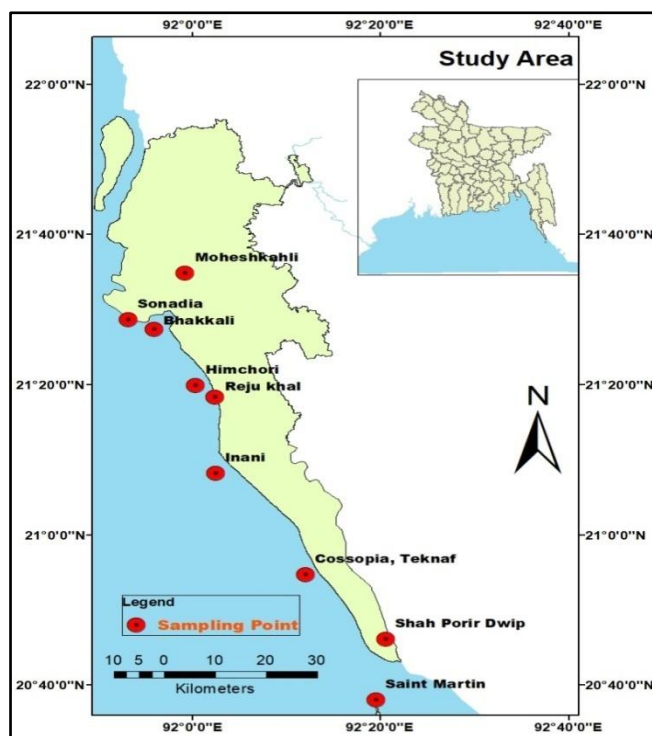 92°0'0"E 92°20'0"E 92°40'0"E
Study Area
22°0'0"N 22°0'0"N
21°40'0"N 21°40'0"N
Moheshkahli
Sonadia
Bhakkali
Himchori
21°20'0"N 21°20'0"N
Reju khal
N
Inani
21°0'0"N 21°0'0"N
Cossopia, Teknaf
Legend
Sampling Point
Shah Porir Dwip
10 5 0 10 20 30
Kilometers
Saint Martin
20°40'0"N 20°40'0"N
92°0'0"E 92°20'0"E 92°40'0"E